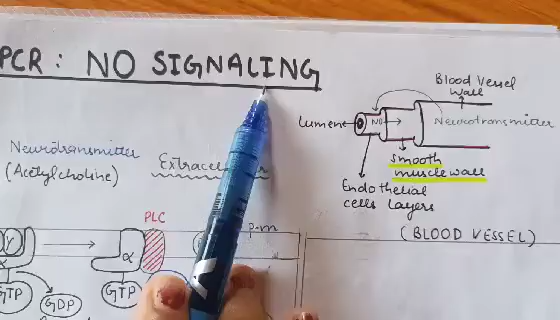 PCR : NO SIGNALING
Blood Vessel
Wall
Neurotransmitter
NO
Lumen
smooth
muscle wall
Endothelial
cells Layers
(BLOOD VESSEL)
Neurotransmitter
(Acetylcholine)
Extracel
PLC
p.m
γ
α
GTP
GDP
GTP